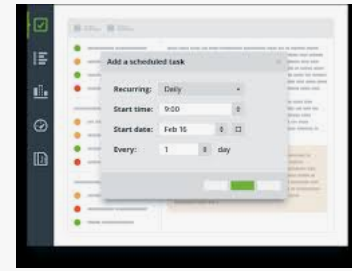 Add a scheduled task
Recurring: Daily
Start time: 9:00
Start date: Feb 16
Every: 1 day